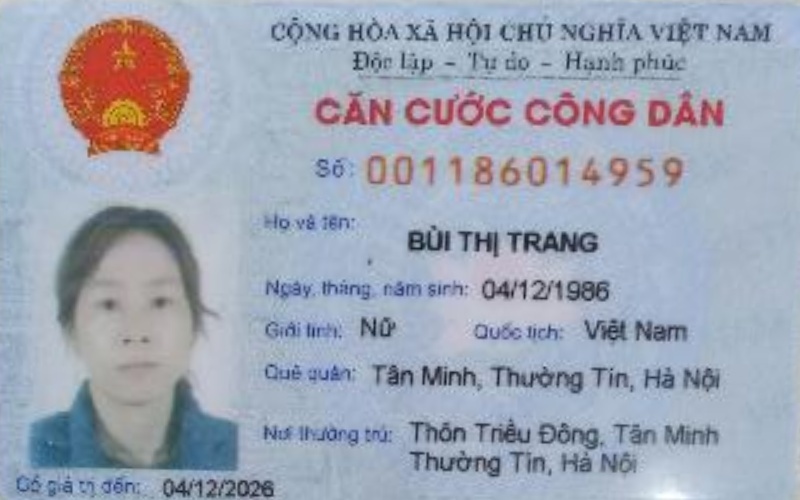 CỘNG HÒA XÃ HỘI CHỦ NGHĨA VIỆT NAM
Độc lập - Tự do - Hạnh phúc
CĂN CƯỚC CÔNG DÂN
Số: 001186014959
Họ và tên:
BÙI THỊ TRANG
Ngày, tháng, năm sinh: 04/12/1986
Giới tính: Nữ Quốc tịch: Việt Nam
Quê quán: Tân Minh, Thường Tín, Hà Nội
Nơi thường trú: Thôn Triều Đông, Tân Minh
Thường Tín, Hà Nội
Có giá trị đến: 04/12/2026